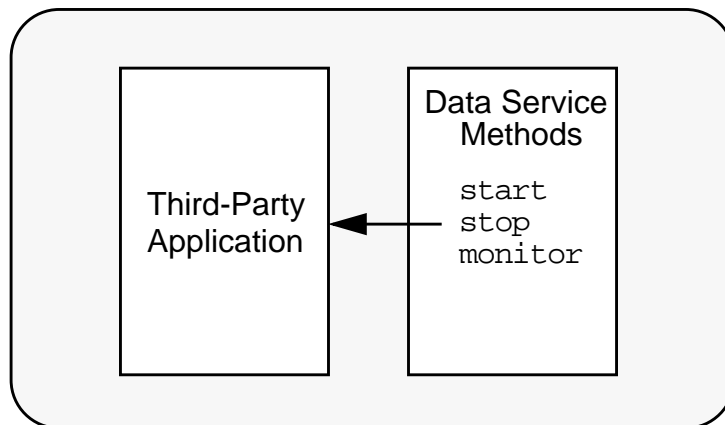 Third-Party
Application
Data Service
Methods
start
stop
monitor